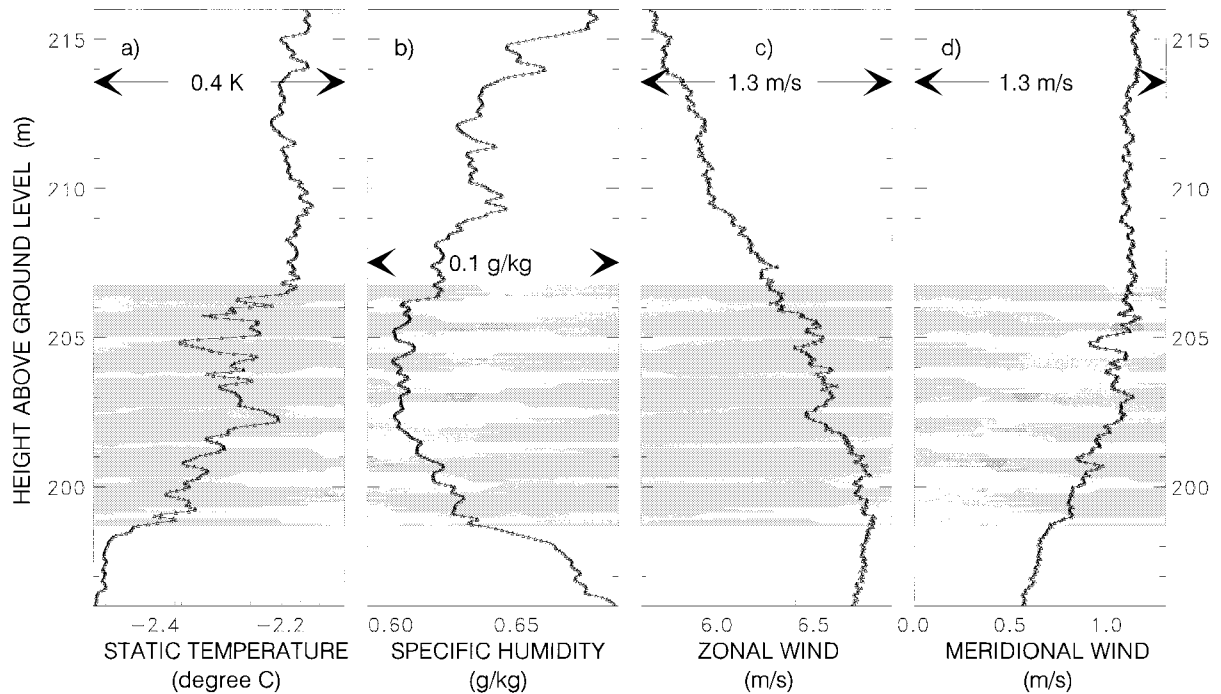 a) b) c) d)
215 215
0.4 K 1.3 m/s 1.3 m/s
210 210
0.1 g/kg
205 205
200 200
HEIGHT ABOVE GROUND LEVEL (m)
−2.4 −2.2 0.60 0.65 6.0 6.5 0.0 1.0
STATIC TEMPERATURE SPECIFIC HUMIDITY ZONAL WIND MERIDIONAL WIND
(degree C) (g/kg) (m/s) (m/s)